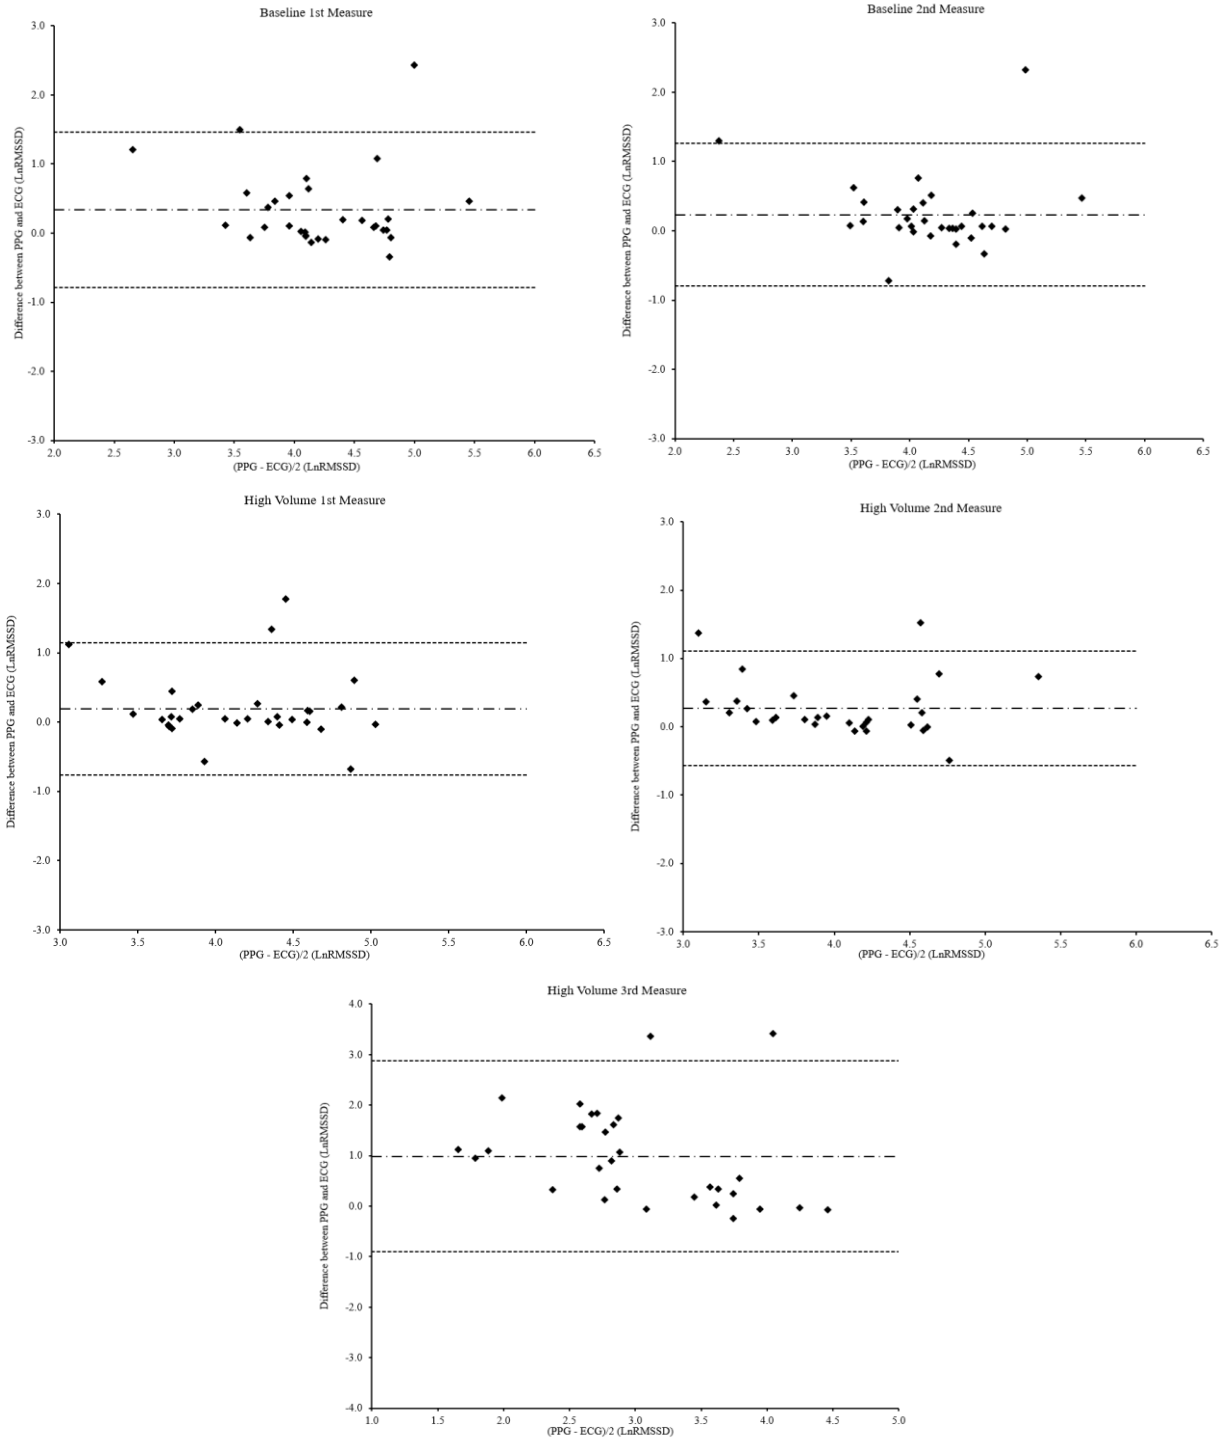 Baseline 1st Measure
Difference between PPG and ECG (LnRMSSD)
3.0
2.0
1.0
0.0
-1.0
-2.0
-3.0
2.0 2.5 3.0 3.5 4.0 4.5 5.0 5.5 6.0 6.5
(PPG - ECG)/2 (LnRMSSD)
Baseline 2nd Measure
Difference between PPG and ECG (LnRMSSD)
3.0
2.0
1.0
0.0
-1.0
-2.0
-3.0
2.0 2.5 3.0 3.5 4.0 4.5 5.0 5.5 6.0 6.5
(PPG - ECG)/2 (LnRMSSD)
High Volume 1st Measure
Difference between PPG and ECG (LnRMSSD)
3.0
2.0
1.0
0.0
-1.0
-2.0
-3.0
3.0 3.5 4.0 4.5 5.0 5.5 6.0 6.5
(PPG - ECG)/2 (LnRMSSD)
High Volume 2nd Measure
Difference between PPG and ECG (LnRMSSD)
3.0
2.0
1.0
0.0
-1.0
-2.0
-3.0
3.0 3.5 4.0 4.5 5.0 5.5 6.0 6.5
(PPG - ECG)/2 (LnRMSSD)
High Volume 3rd Measure
Difference between PPG and ECG (LnRMSSD)
4.0
3.0
2.0
1.0
0.0
-1.0
-2.0
-3.0
-4.0
1.0 1.5 2.0 2.5 3.0 3.5 4.0 4.5 5.0
(PPG - ECG)/2 (LnRMSSD)